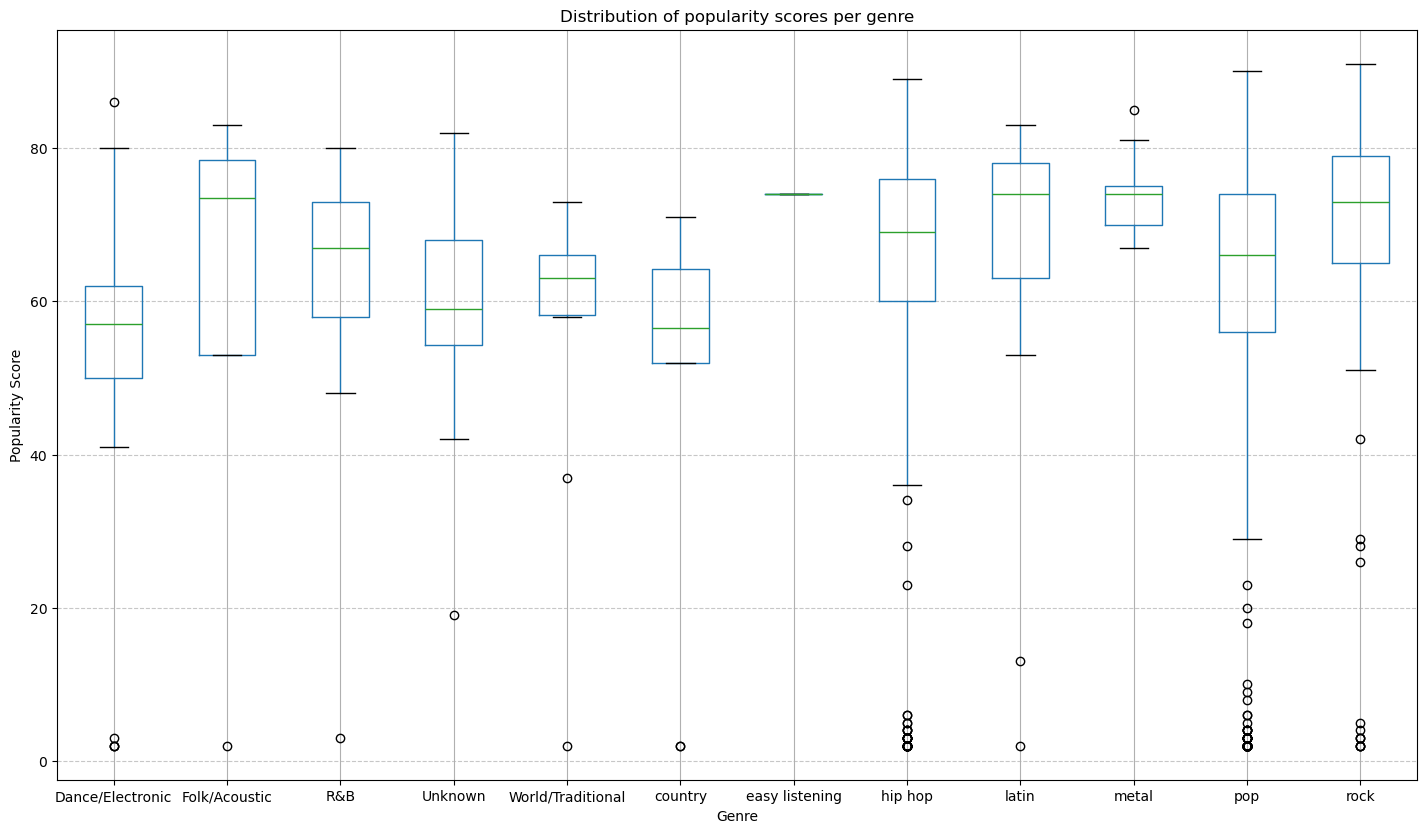 Distribution of popularity scores per genre
Popularity Score
80
60
40
20
0
Dance/Electronic Folk/Acoustic R&B Unknown World/Traditional country easy listening hip hop latin metal pop rock
Genre